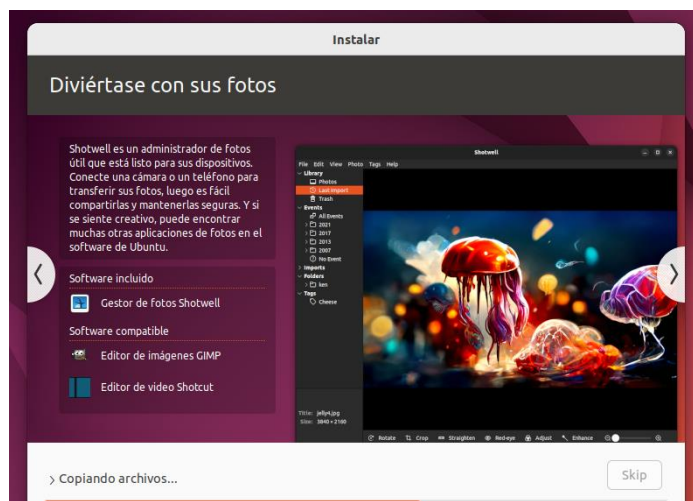 Instalar
Diviértase con sus fotos
Shotwell es un administrador de fotos
útil que está listo para sus dispositivos.
Conecte una cámara o un teléfono para
transferir sus fotos, luego es fácil
compartirlas y mantenerlas seguras. Y si
se siente creativo, puede encontrar
muchas otras aplicaciones de fotos en el
software de Ubuntu.
Software incluido
Gestor de fotos Shotwell
Software compatible
Editor de imágenes GIMP
Editor de video Shotcut
Shotwell
File Edit View Photo Tags Help
Library
Photos
Last Import
Trash
Events
All Events
2021
2017
2013
2007
No Event
Imports
Folders
ken
Tags
Cheese
Title: jelly4.jpg
Size: 3840 × 2160
Rotate Crop Straighten Red-eye Adjust Enhance
Copiando archivos...
Skip